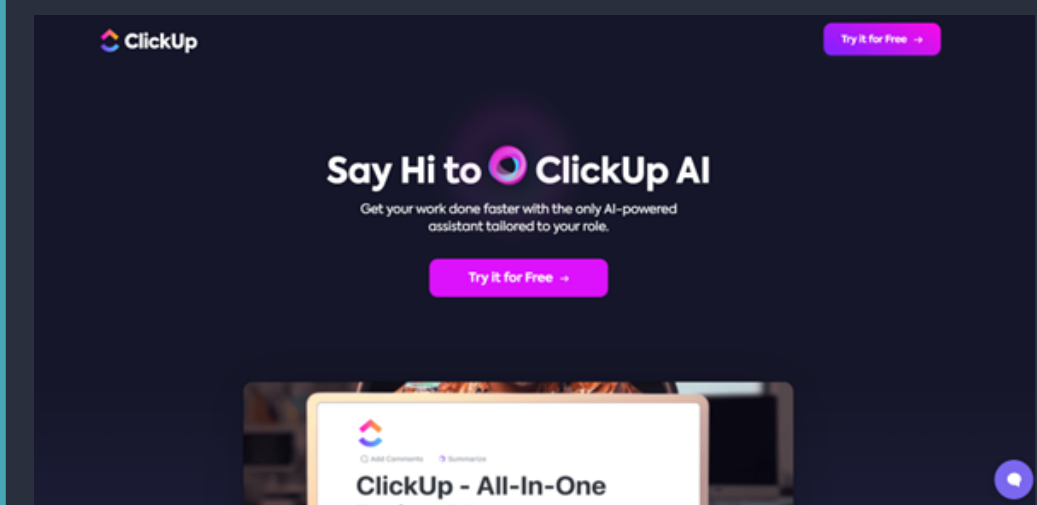 ClickUp
Try it for Free →
Say Hi to ClickUp AI
Get your work done faster with the only AI-powered
assistant tailored to your role.
Try it for Free →
Add Comments Summarize
ClickUp - All-In-One